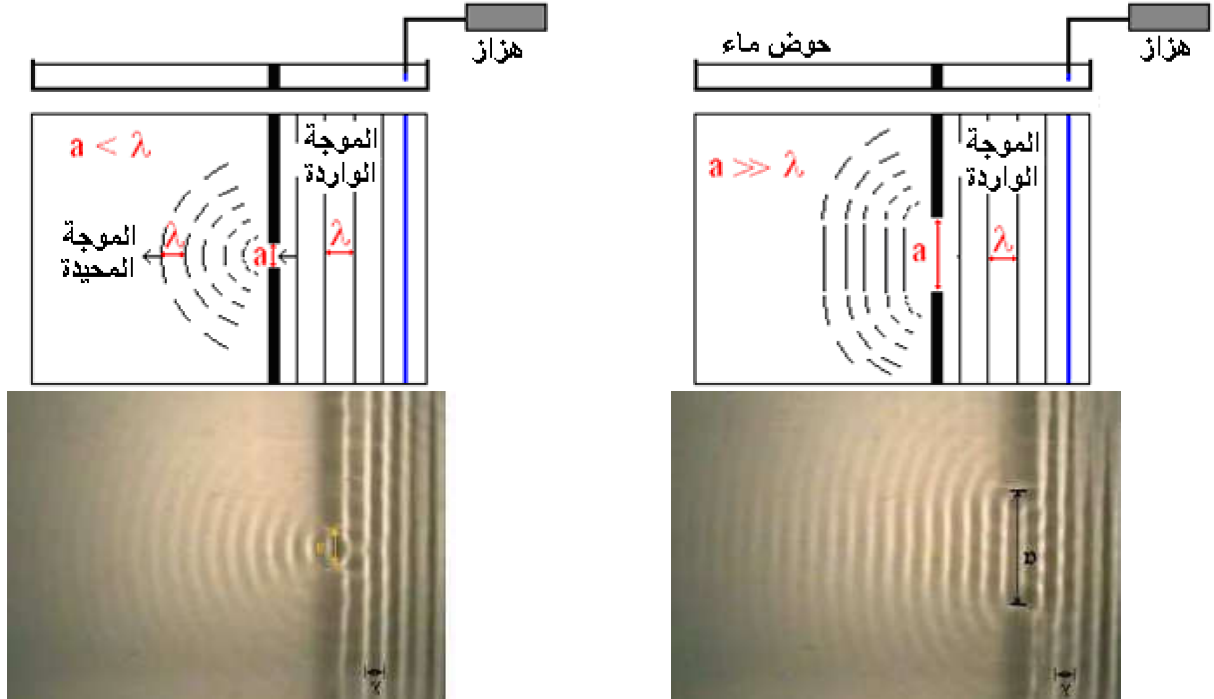 هزاز
a < λ
الموجة
الواردة
λ
الموجة
المحيدة
λ
a
حوض ماء
هزاز
a >> λ
الموجة
الواردة
λ
a
a
λ